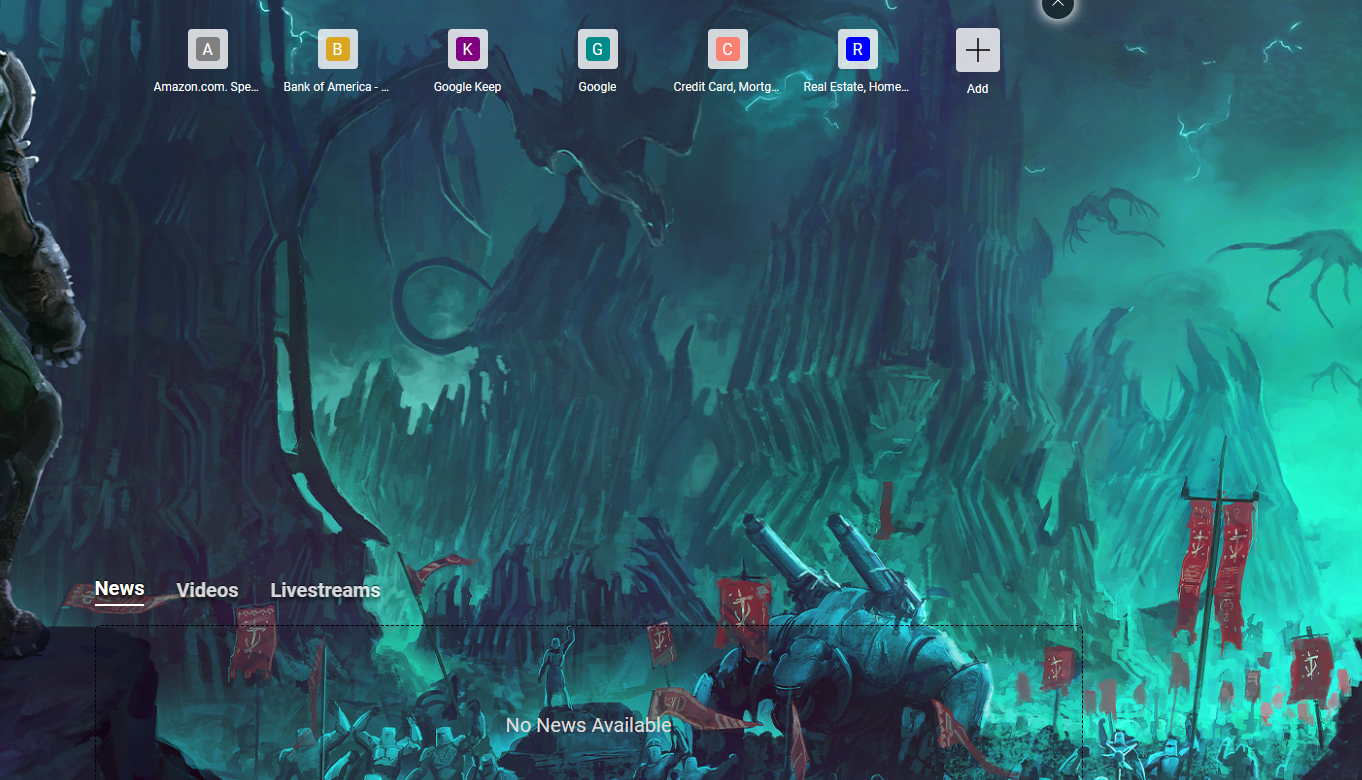 A
B
K
G
C
R
Amazon.com. Spe...
Bank of America - ...
Google Keep
Google
Credit Card, Mortg...
Real Estate, Home...
Add
News Videos Livestreams
No News Available